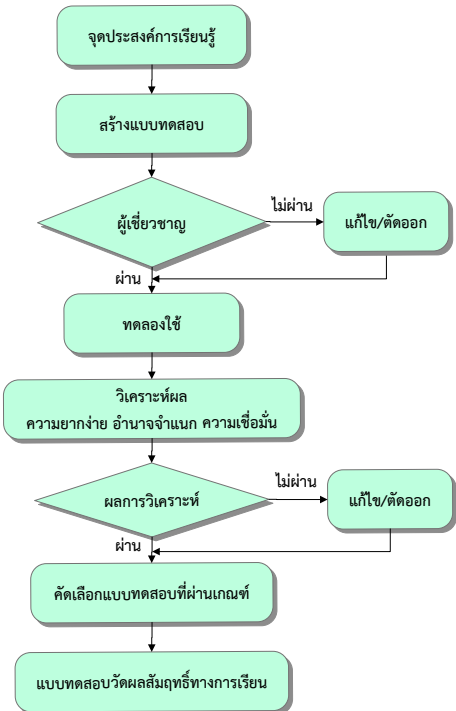 จุดประสงค์การเรียนรู้
สร้างแบบทดสอบ
ไม่ผ่าน
ผู้เชี่ยวชาญ
แก้ไข/ตัดออก
ผ่าน
ทดลองใช้
วิเคราะห์ผล
ความยากง่าย อำนาจจำแนก ความเชื่อมั่น
ไม่ผ่าน
ผลการวิเคราะห์
แก้ไข/ตัดออก
ผ่าน
คัดเลือกแบบทดสอบที่ผ่านเกณฑ์
แบบทดสอบวัดผลสัมฤทธิ์ทางการเรียน